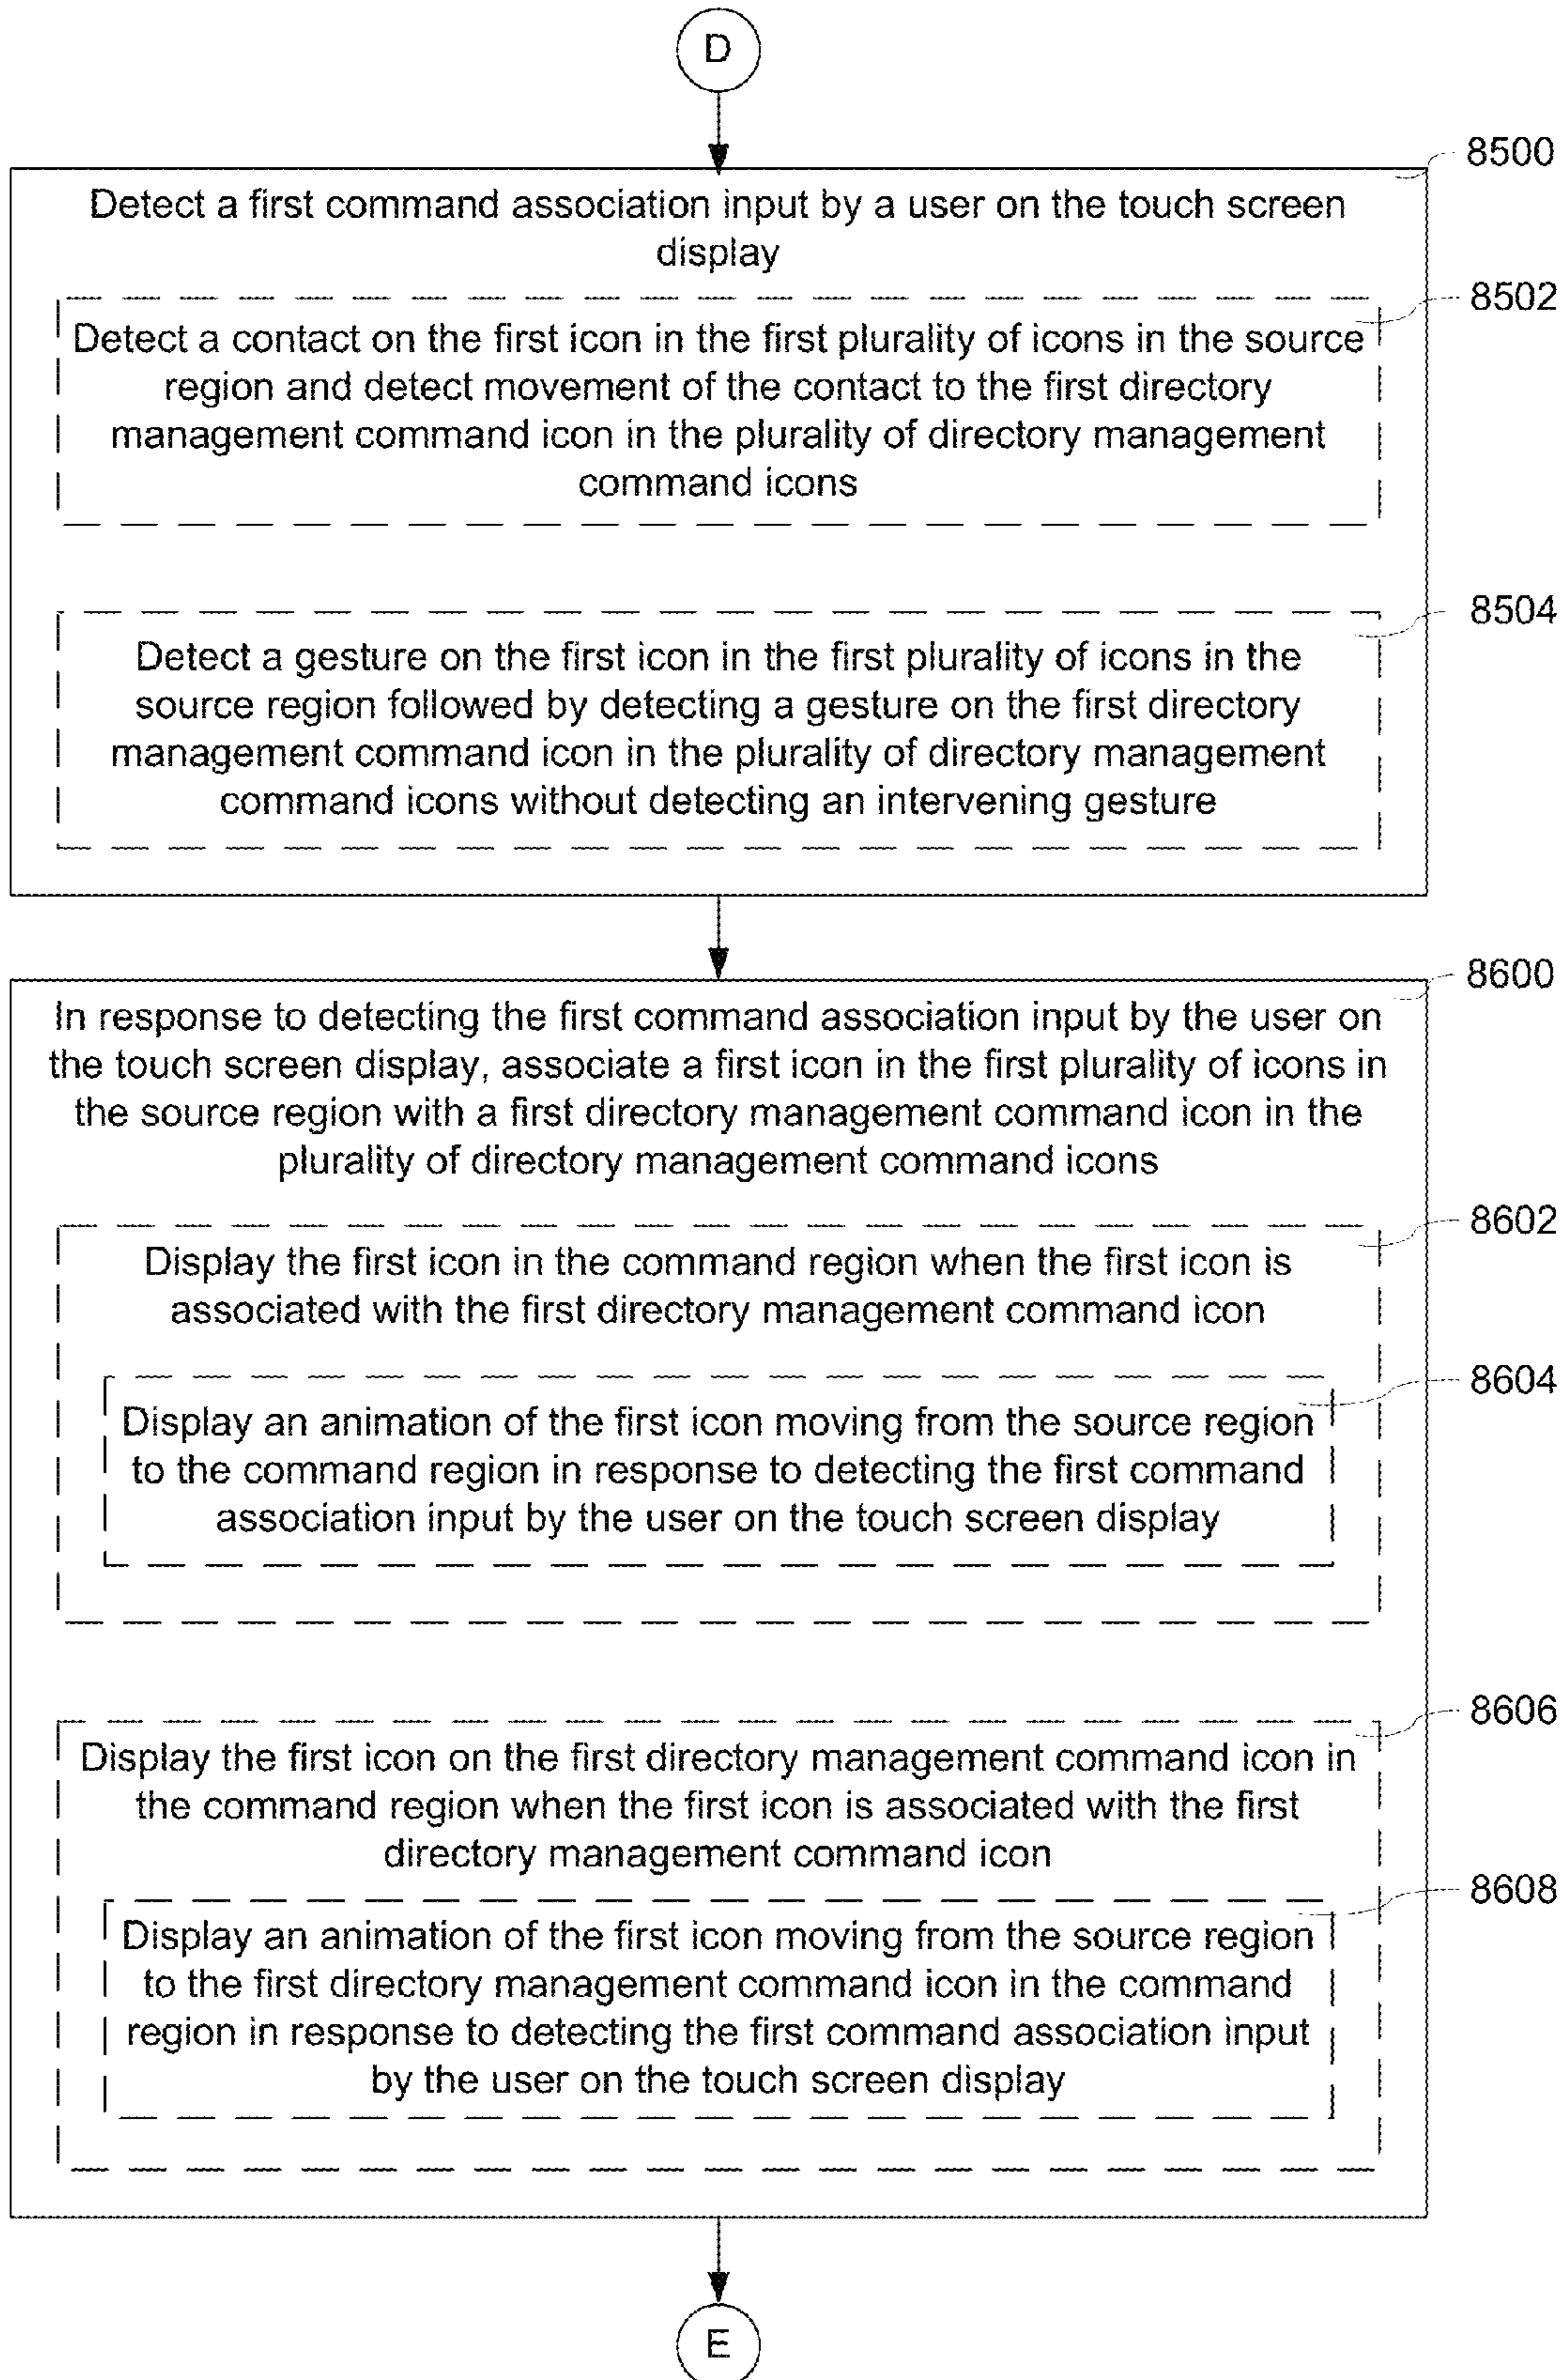 D
8500
Detect a first command association input by a user on the touch screen
display
8502
Detect a contact on the first icon in the first plurality of icons in the source
region and detect movement of the contact to the first directory
management command icon in the plurality of directory management
command icons
8504
Detect a gesture on the first icon in the first plurality of icons in the
source region followed by detecting a gesture on the first directory
management command icon in the plurality of directory management
command icons without detecting an intervening gesture
8600
In response to detecting the first command association input by the user on
the touch screen display, associate a first icon in the first plurality of icons in
the source region with a first directory management command icon in the
plurality of directory management command icons
8602
Display the first icon in the command region when the first icon is
associated with the first directory management command icon
8604
Display an animation of the first icon moving from the source region
to the command region in response to detecting the first command
association input by the user on the touch screen display
8606
Display the first icon on the first directory management command icon in
the command region when the first icon is associated with the first
directory management command icon
8608
Display an animation of the first icon moving from the source region
to the first directory management command icon in the command
region in response to detecting the first command association input
by the user on the touch screen display
E